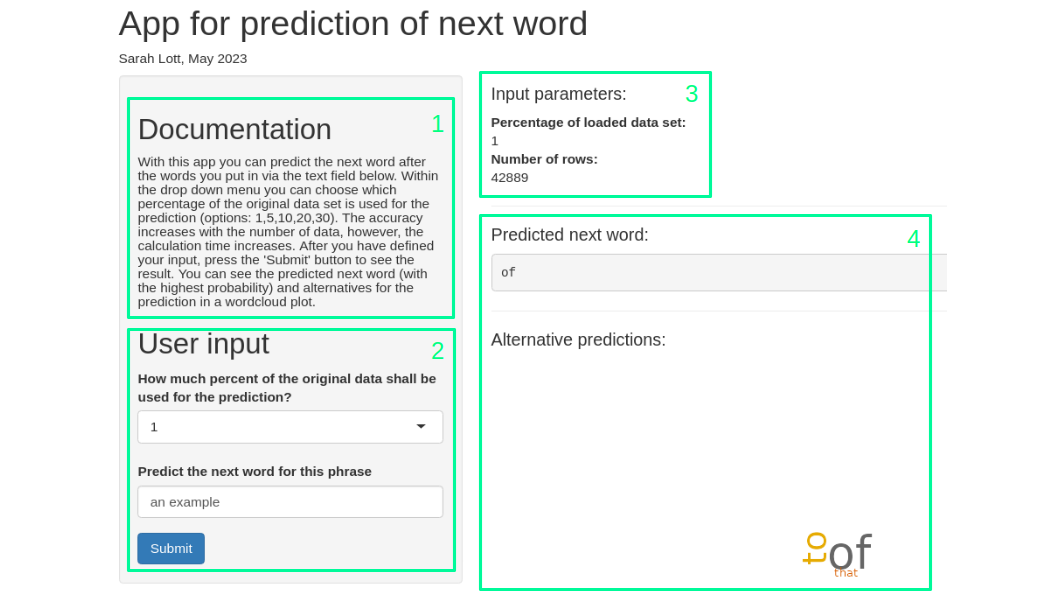 App for prediction of next word
Sarah Lott, May 2023
1
Documentation
With this app you can predict the next word after
the words you put in via the text field below. Within
the drop down menu you can choose which
percentage of the original data set is used for the
prediction (options: 1,5,10,20,30). The accuracy
increases with the number of data, however, the
calculation time increases. After you have defined
your input, press the 'Submit' button to see the
result. You can see the predicted next word (with
the highest probability) and alternatives for the
prediction in a wordcloud plot.
User input
2
How much percent of the original data shall be
used for the prediction?
1
Predict the next word for this phrase
an example
Submit
Input parameters:
3
Percentage of loaded data set:
1
Number of rows:
42889
Predicted next word:
4
of
Alternative predictions:
to
of
that